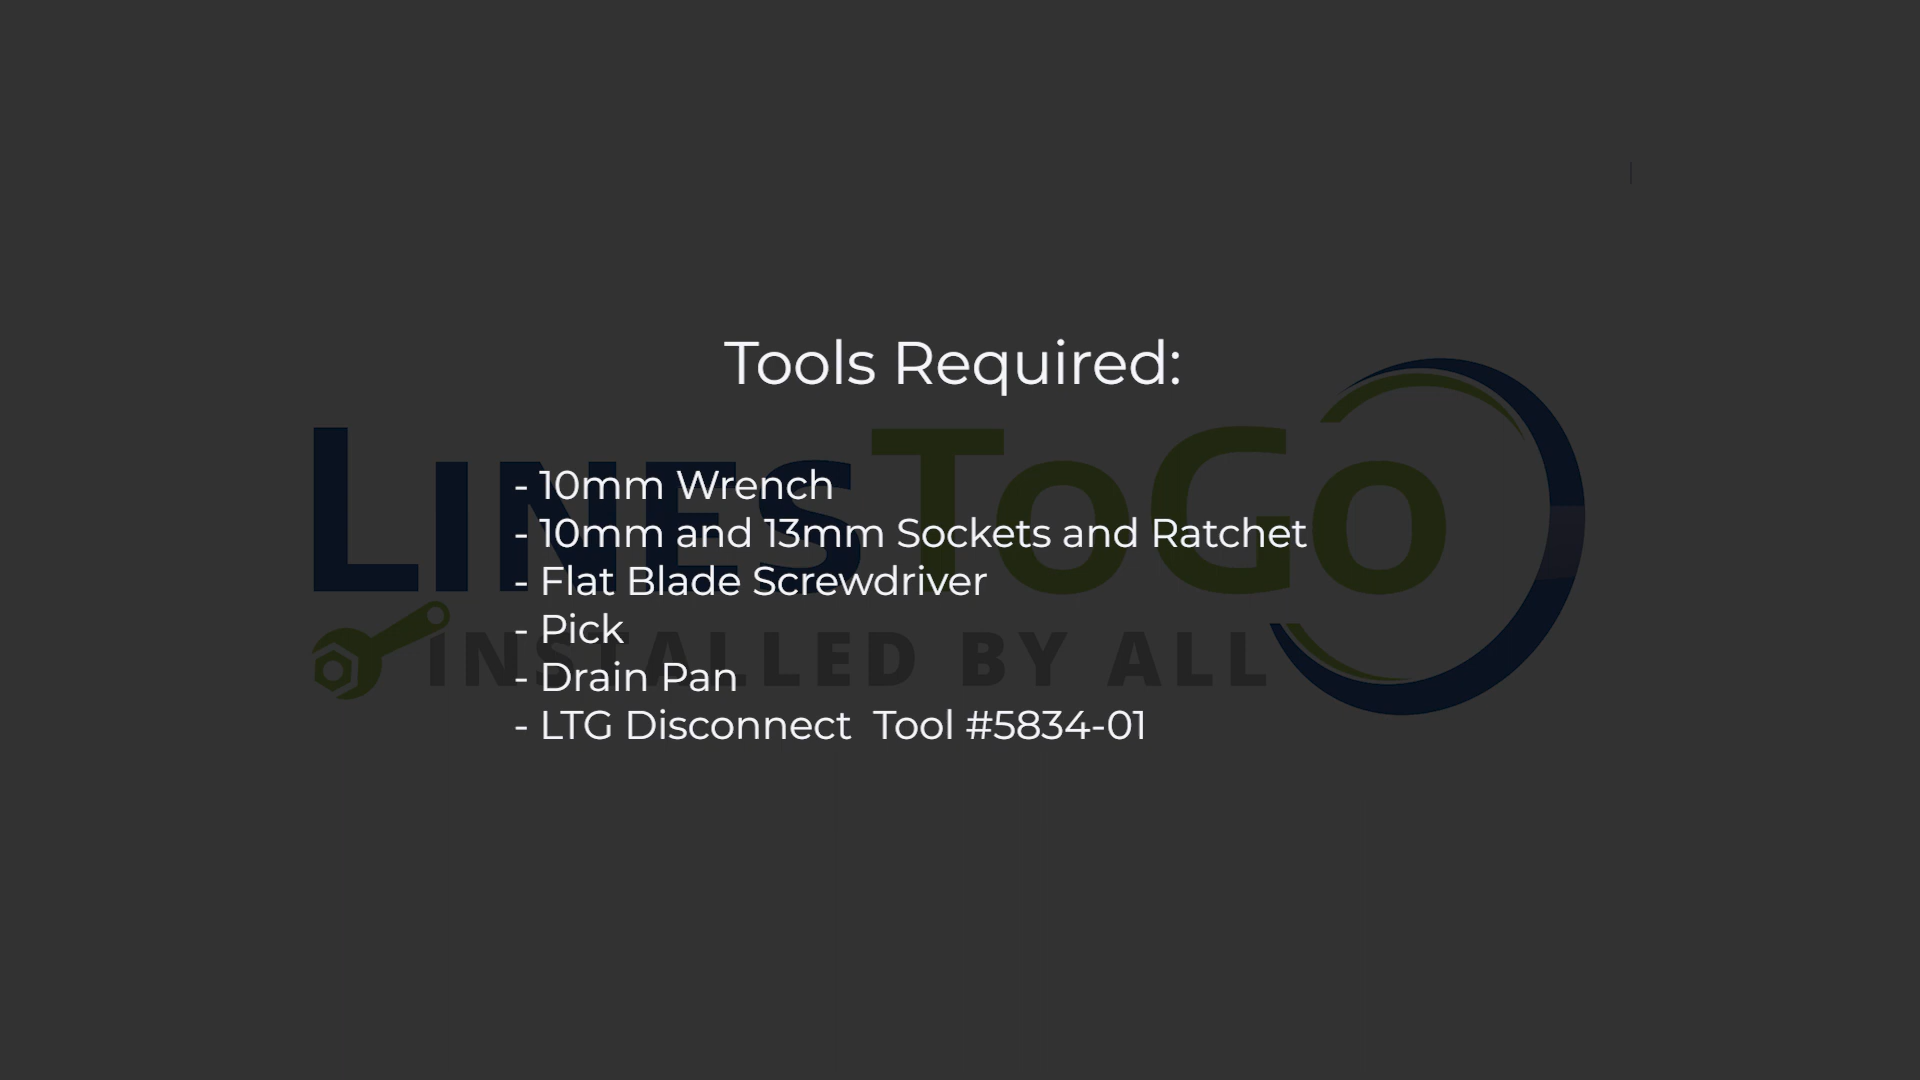 Tools Required:
LINESTOGO
- 10mm Wrench
- 10mm and 13mm Sockets and Ratchet
- Flat Blade Screwdriver
- Pick
INSTALLED BY ALL
- Drain Pan
- LTG Disconnect  Tool #5834-01